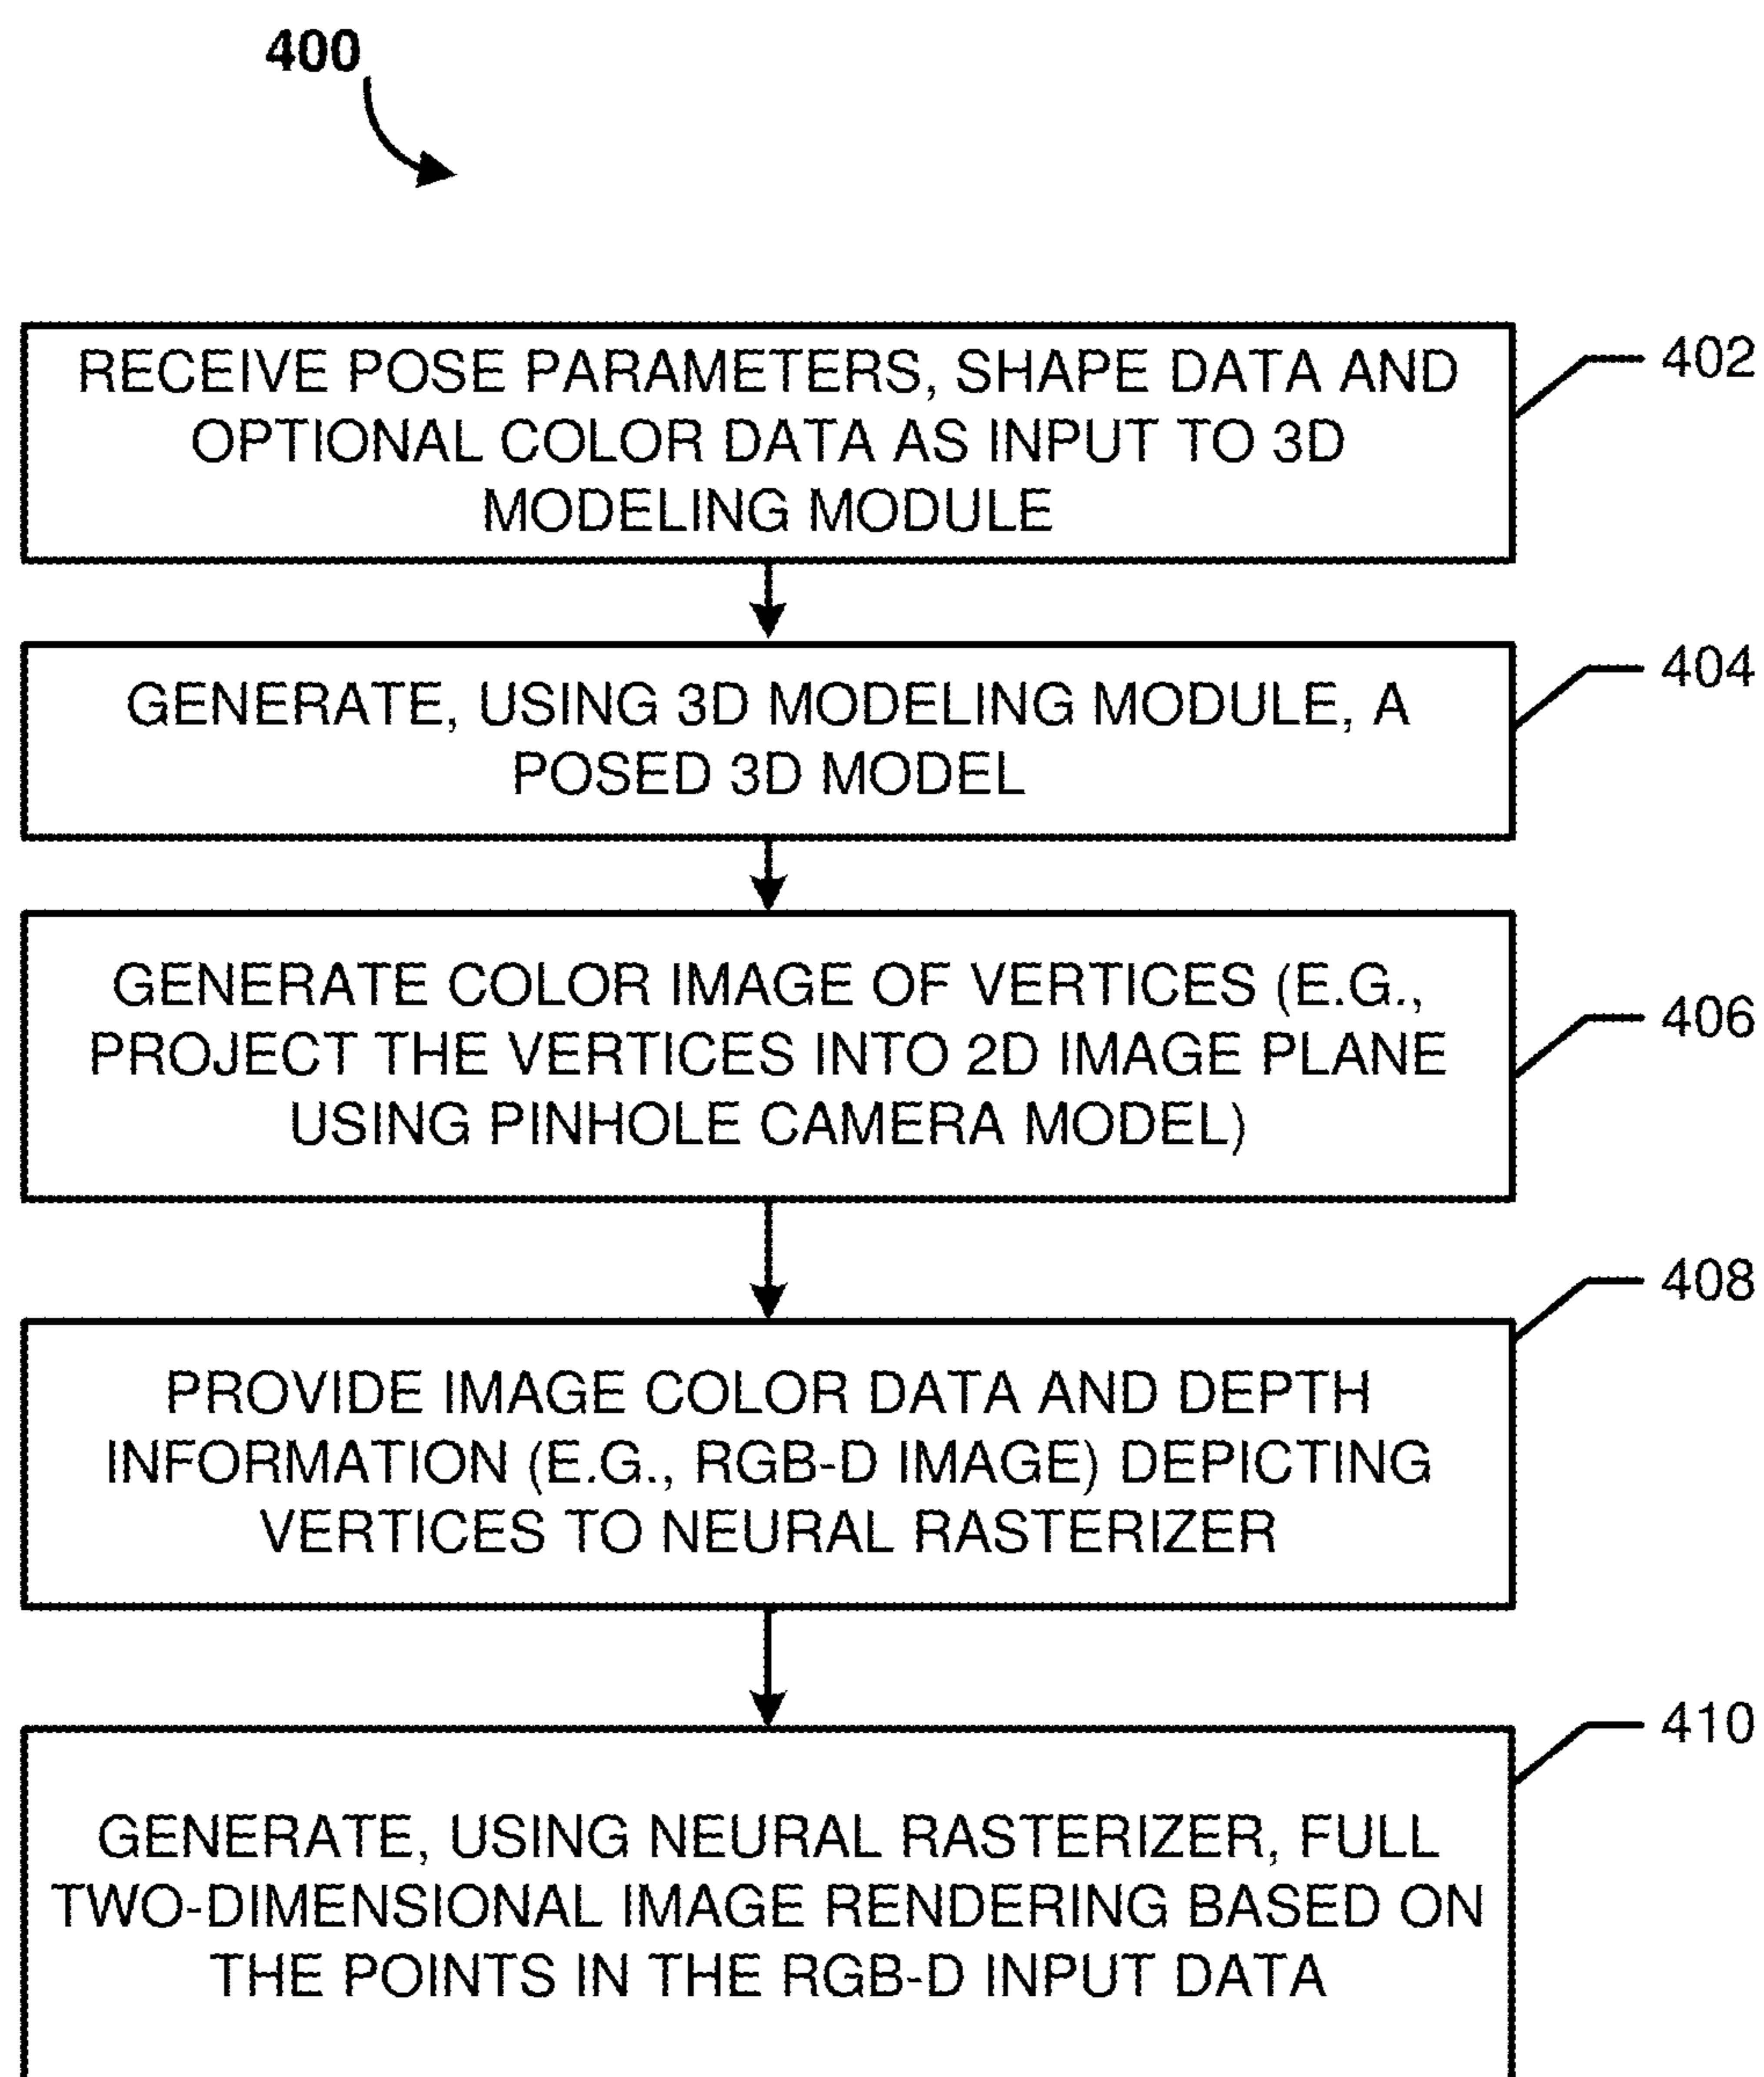 400
RECEIVE POSE PARAMETERS, SHAPE DATA AND
OPTIONAL COLOR DATA AS INPUT TO 3D
MODELING MODULE
402
GENERATE, USING 3D MODELING MODULE, A
POSED 3D MODEL
404
GENERATE COLOR IMAGE OF VERTICES (E.G.,
PROJECT THE VERTICES INTO 2D IMAGE PLANE
USING PINHOLE CAMERA MODEL)
406
PROVIDE IMAGE COLOR DATA AND DEPTH
INFORMATION (E.G., RGB-D IMAGE) DEPICTING
VERTICES TO NEURAL RASTERIZER
408
GENERATE, USING NEURAL RASTERIZER, FULL
TWO-DIMENSIONAL IMAGE RENDERING BASED ON
THE POINTS IN THE RGB-D INPUT DATA
410